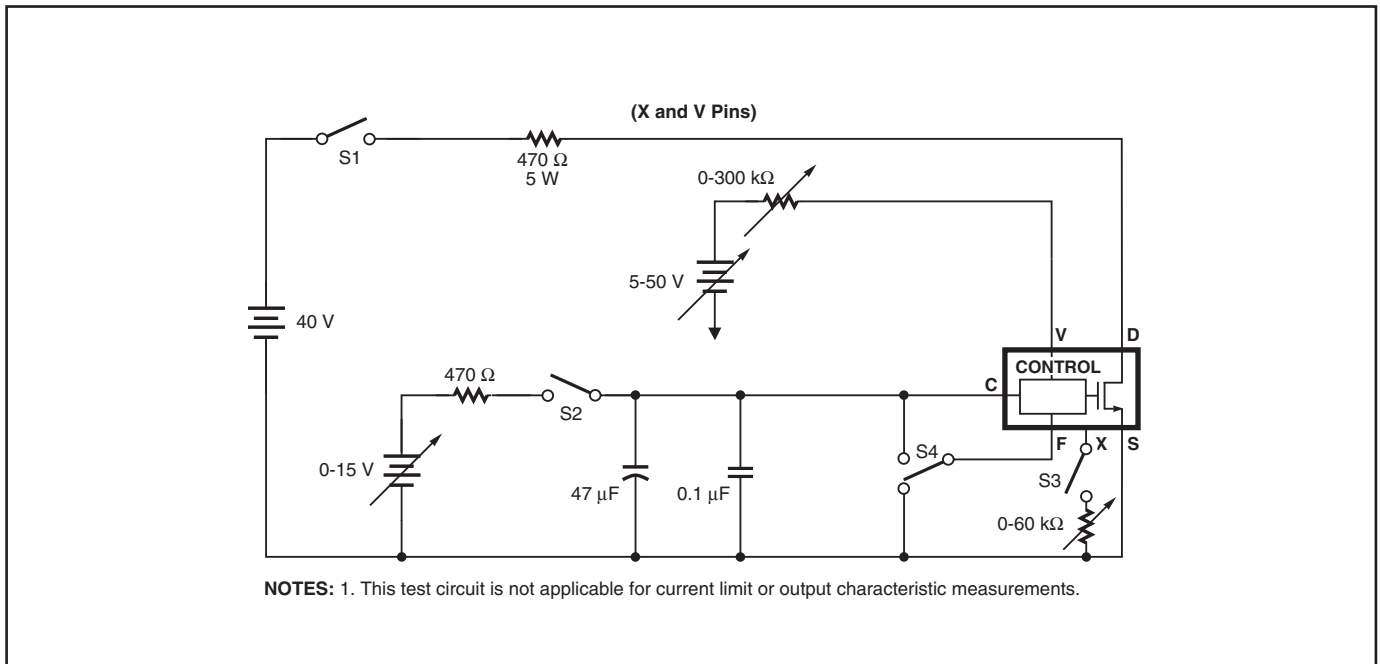 (X and V Pins)
S1
470 Ω
5 W
0-300 kΩ
5-50 V
40 V
V
D
CONTROL
C
470 Ω
S2
F
X
S
S4
S3
0-15 V
47 μF
0.1 μF
0-60 kΩ
NOTES: 1. This test circuit is not applicable for current limit or output characteristic measurements.